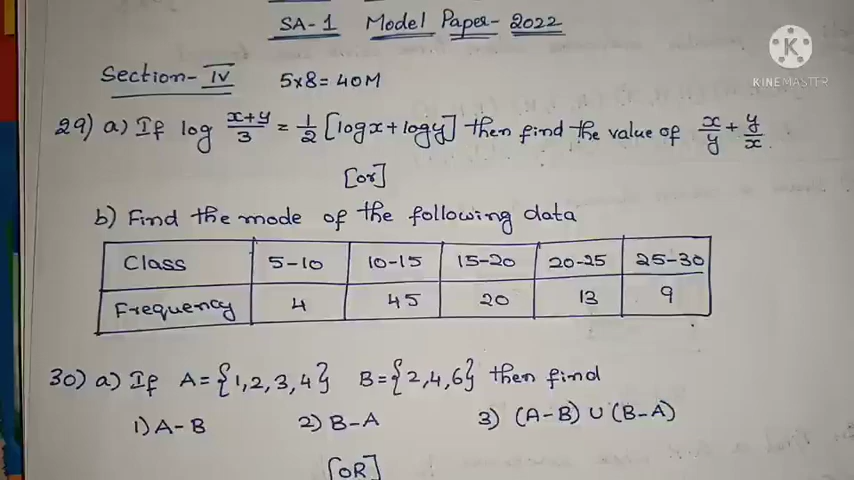 SA-1 Model Paper-2022
K
KINEMASTER
Section-IV 5x8=40M
29) a) If log (x+y)/3 = 1/2 [logx+logy] then find the value of x/y + y/x
[or]
b) Find the mode of the following data
Class 5-10 10-15 15-20 20-25 25-30
Frequency 4 45 20 13 9
30) a) If A={1,2,3,4} B={2,4,6} then find
1) A-B 2) B-A 3) (A-B) ∪ (B-A)
[OR]